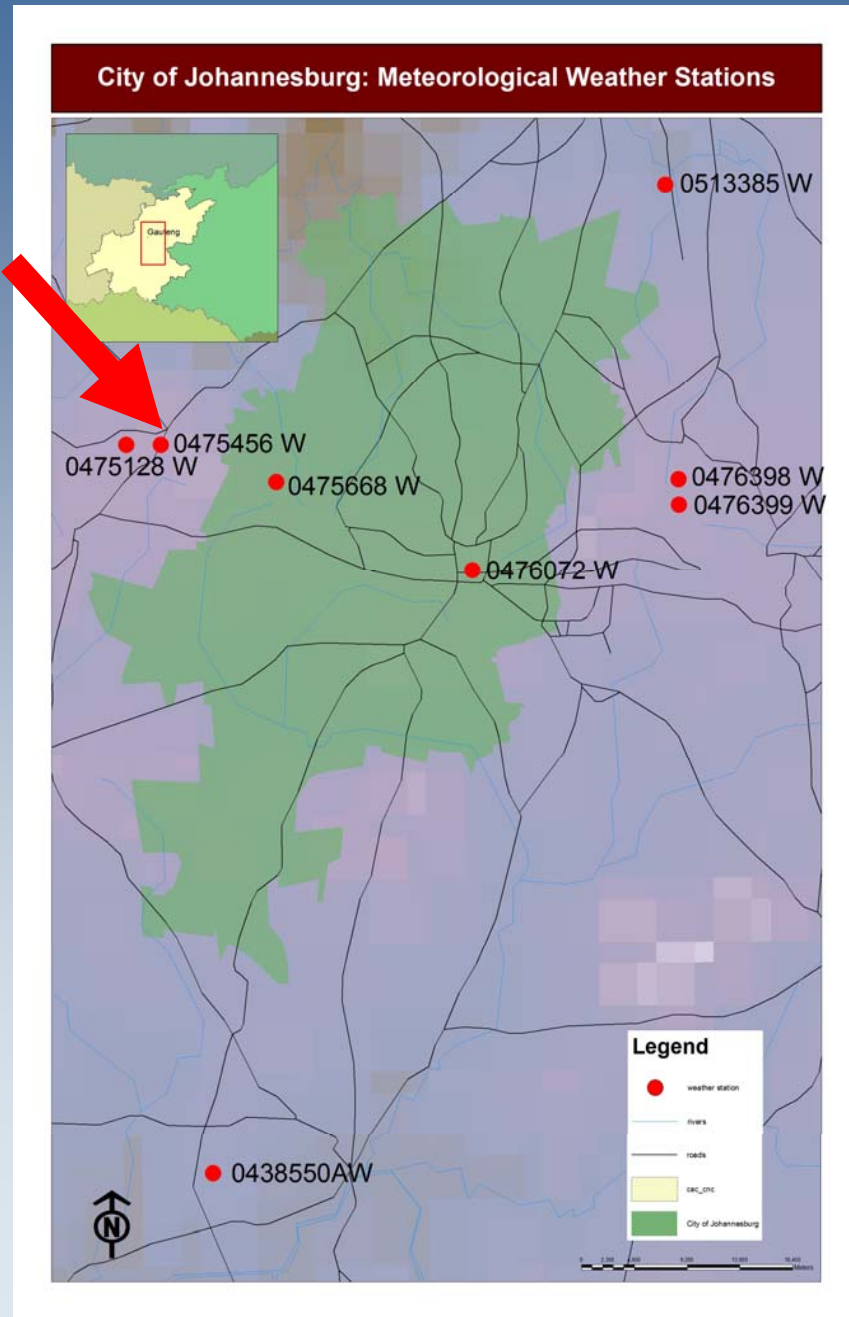 City of Johannesburg: Meteorological Weather Stations
Gauteng
0513385 W
0475456 W
0475128 W
0475668 W
0476398 W
0476399 W
0476072 W
0438550AW
N
Legend
weather station
rivers
roads
cac_cnc
City of Johannesburg
Meters